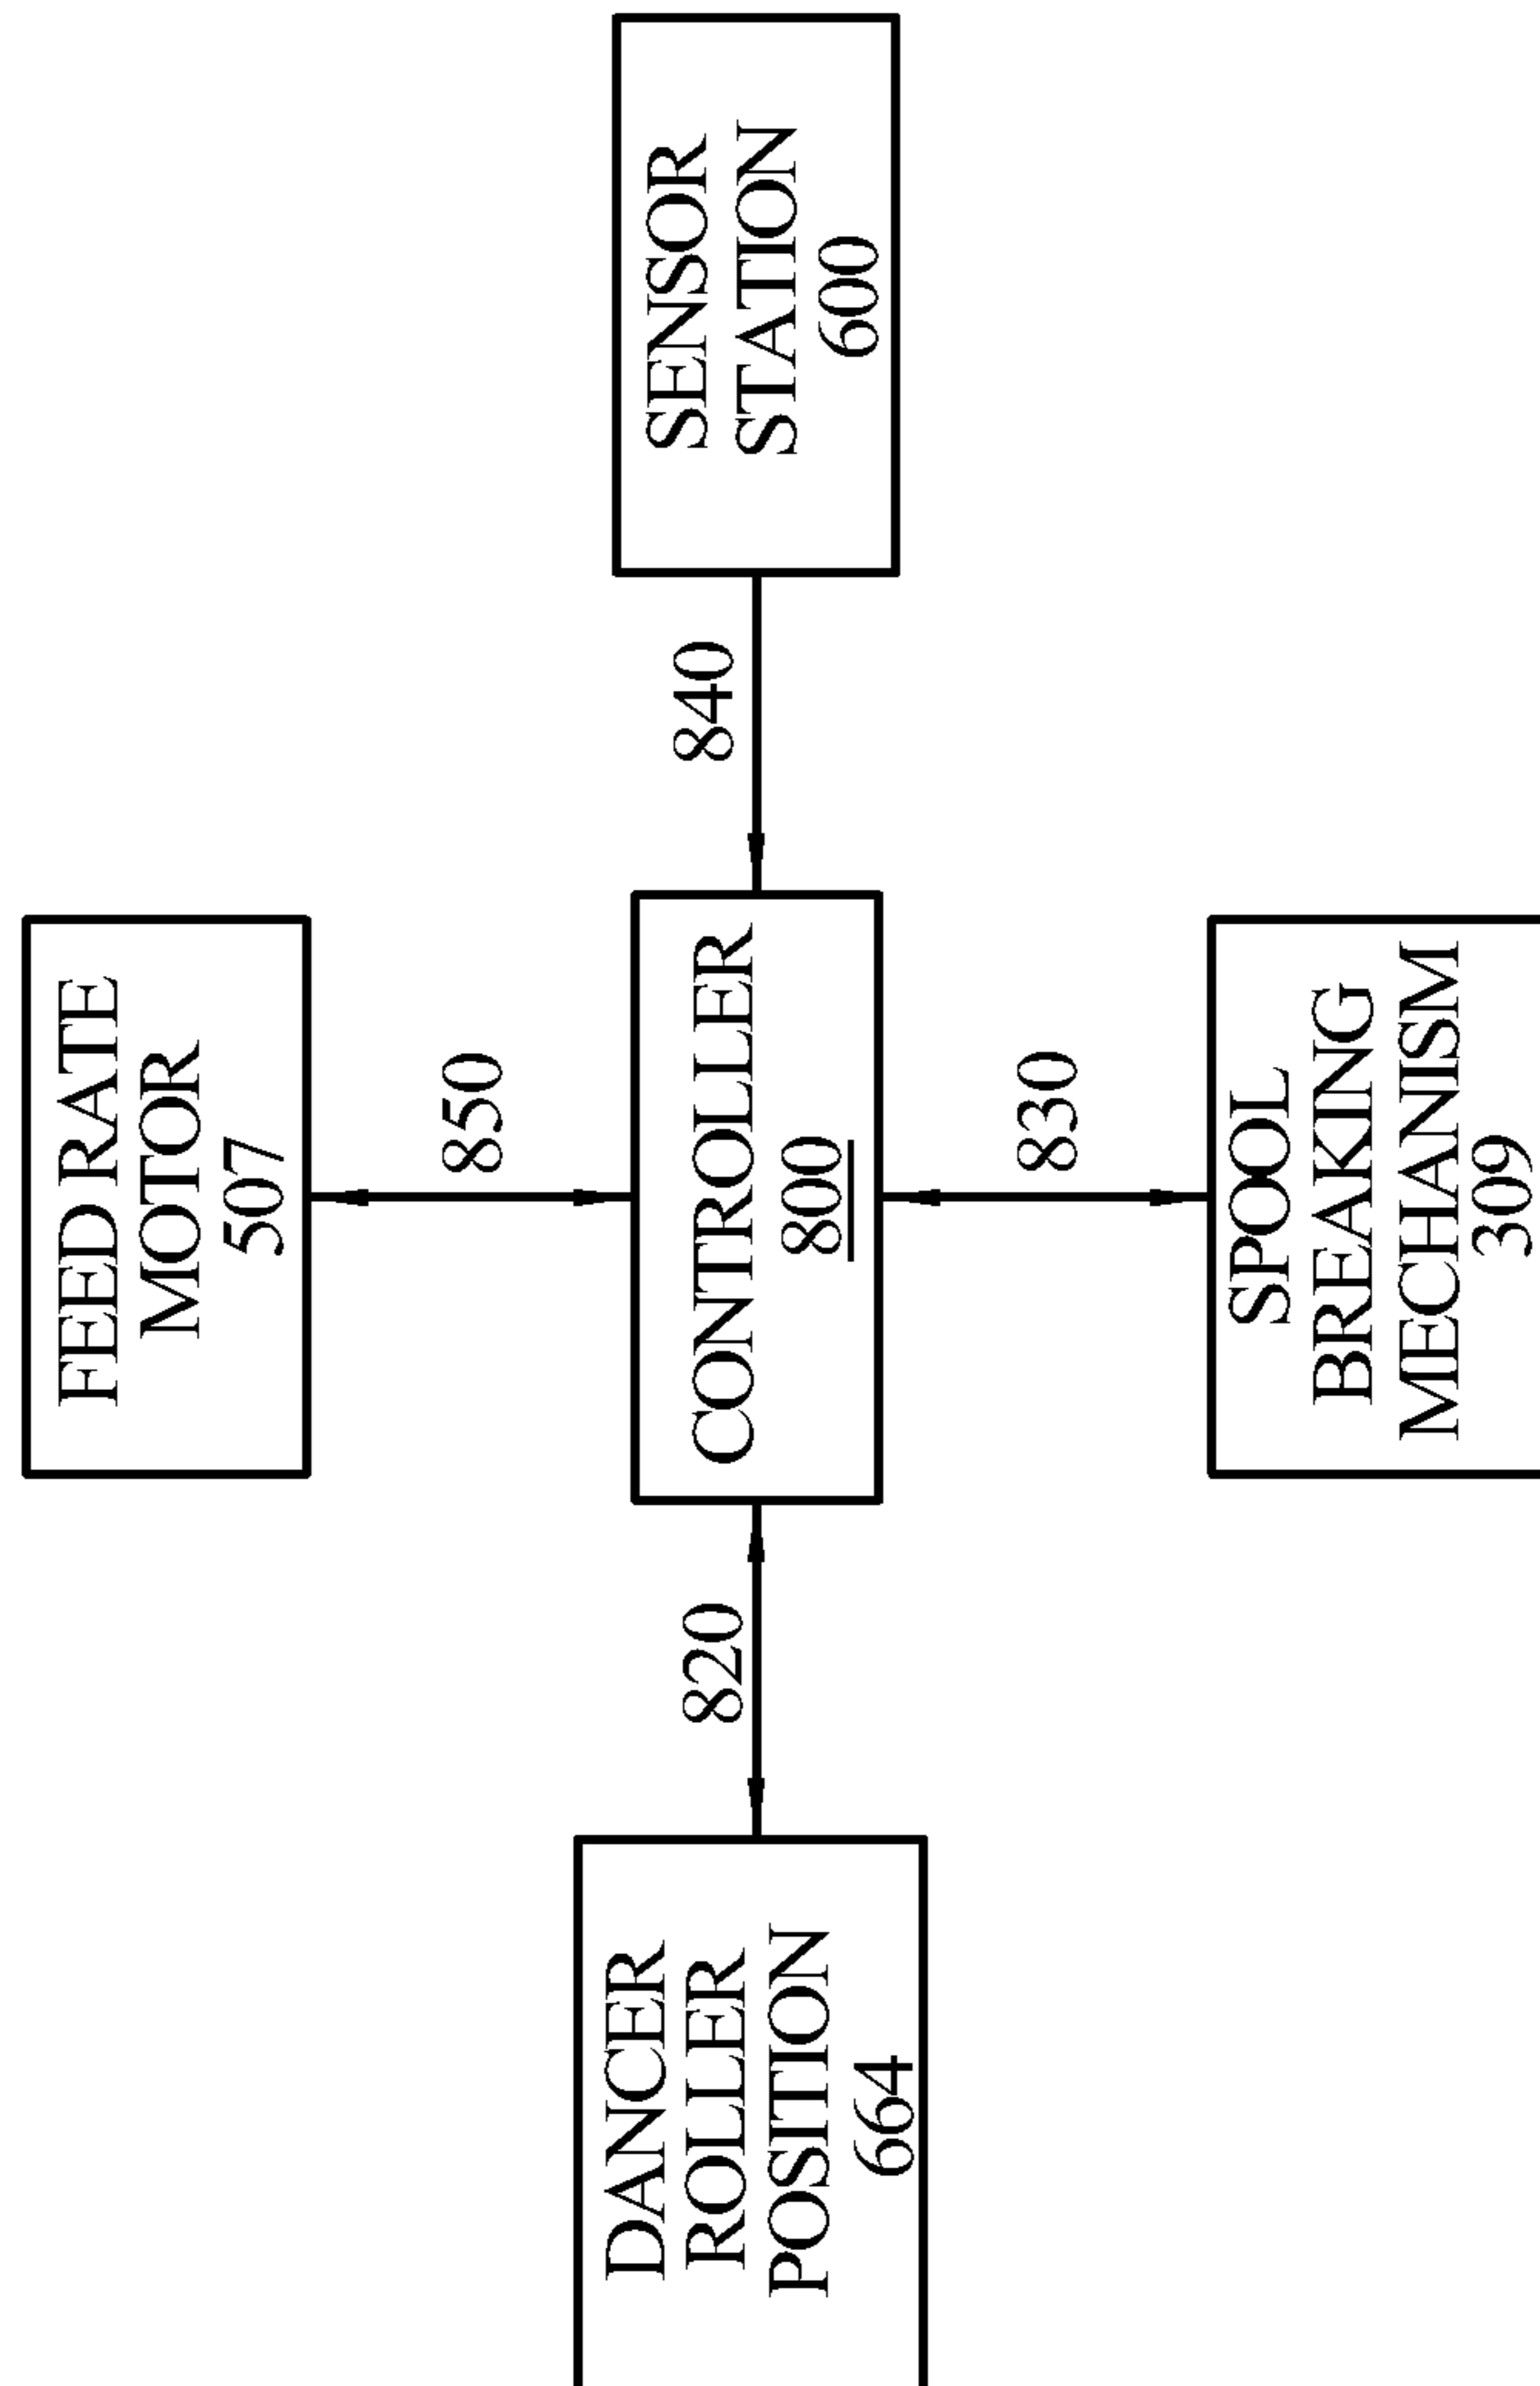 FEED RATE
MOTOR
507
850
DANCER
ROLLER
POSITION
664
820
CONTROLLER
800
840
SENSOR
STATION
600
830
SPOOL
BREAKING
MECHANISM
309